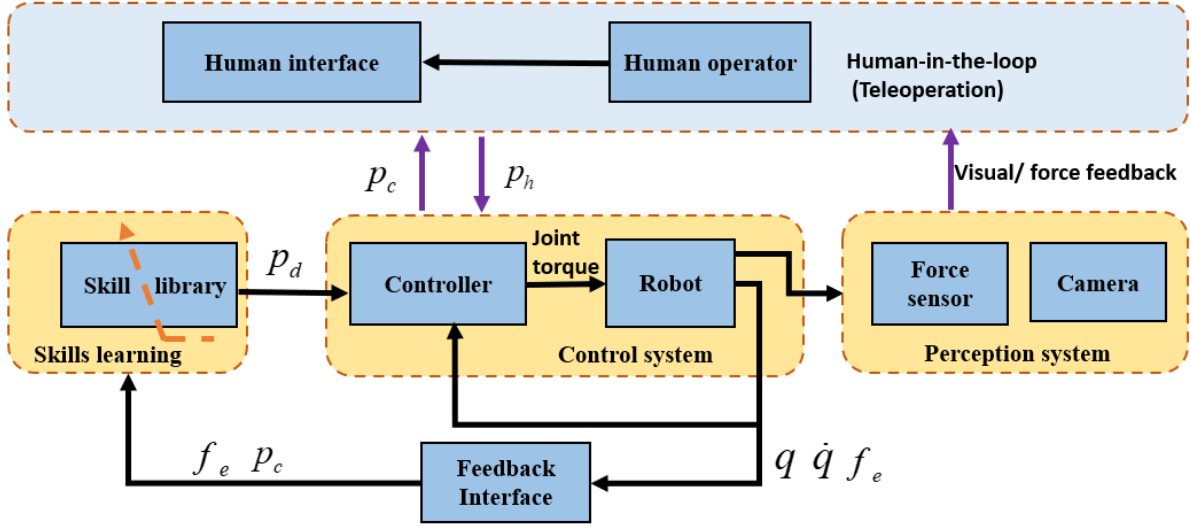 Human interface
Human operator
Human-in-the-loop
(Teleoperation)
p_c
p_h
Visual/ force feedback
Skill library
Skills learning
p_d
Controller
Joint
torque
Robot
Control system
Force
sensor
Camera
Perception system
f_e p_c
Feedback
Interface
q q̇ f_e